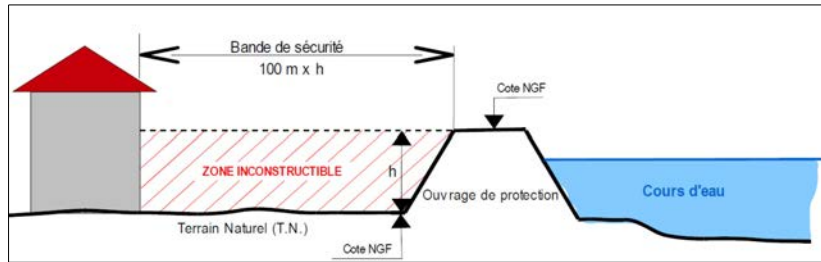 Bande de sécurité
100 m x h
Cote NGF
ZONE INCONSTRUCTIBLE
h
Ouvrage de protection
Cours d'eau
Terrain Naturel (T.N.)
Cote NGF